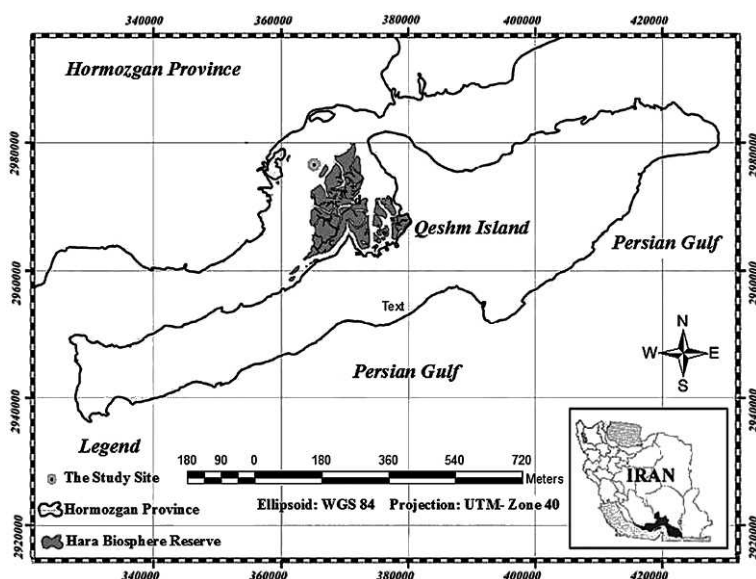 340000 360000 380000 400000 420000
Hormozgan Province
2980000 2980000
Qeshm Island
Persian Gulf
2960000 2960000
Text
N
W E
S
Persian Gulf
2940000 2940000
Legend
180 90 0 180 360 540 720
Meters
The Study Site
IRAN
Hormozgan Province
Ellipsoid: WGS 84 Projection: UTM- Zone 40
Hara Biosphere Reserve
2920000 2920000
340000 360000 380000 400000 420000